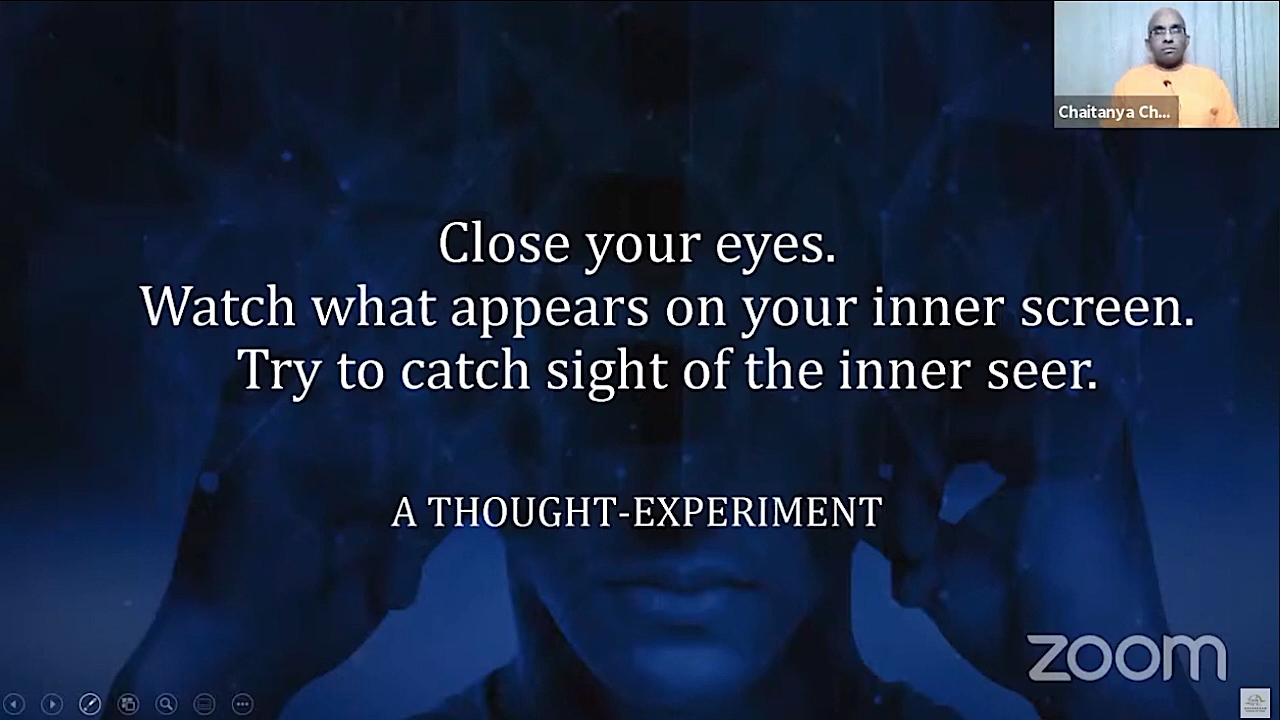 Chaitanya Ch...
Close your eyes.
Watch what appears on your inner screen.
Try to catch sight of the inner seer.
A THOUGHT-EXPERIMENT
zoom